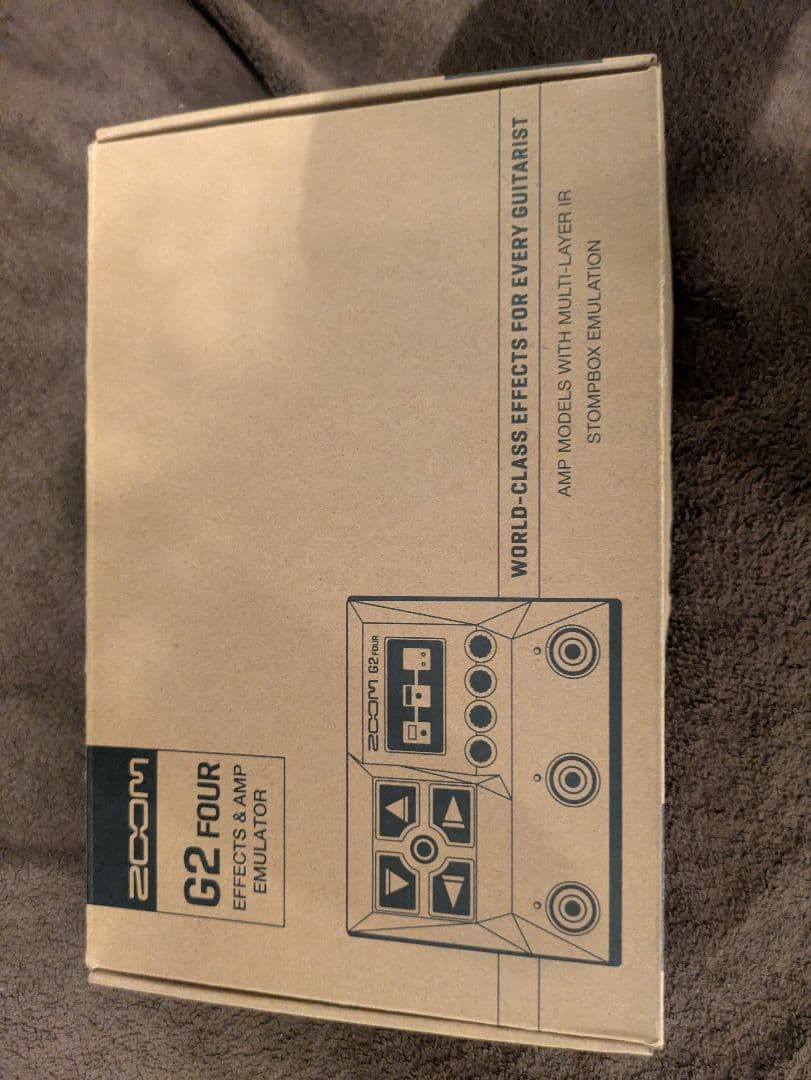 ZOOM
G2 FOUR
EFFECTS & AMP
EMULATOR
ZOOM G2 FOUR
WORLD-CLASS EFFECTS FOR EVERY GUITARIST
AMP MODELS WITH MULTI-LAYER IR
STOMPBOX EMULATION